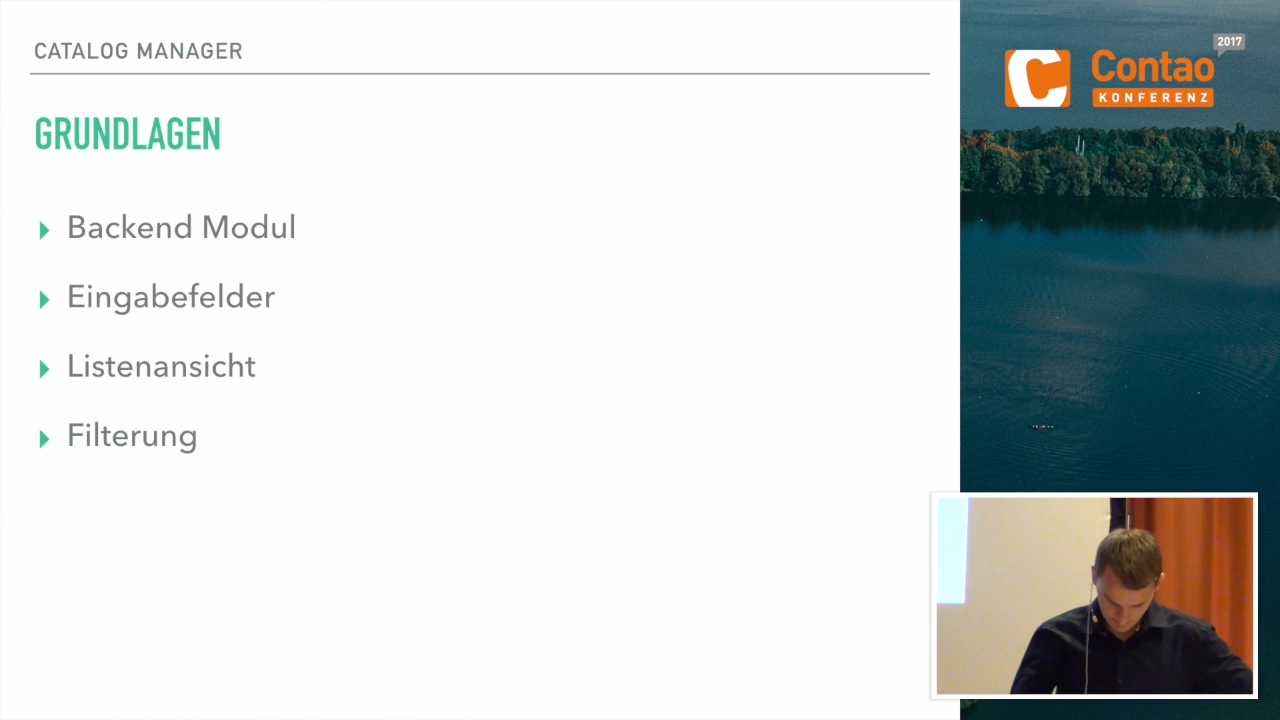 CATALOG MANAGER
GRUNDLAGEN
Backend Modul
Eingabefelder
Listenansicht
Filterung
2017
Contao
KONFERENZ